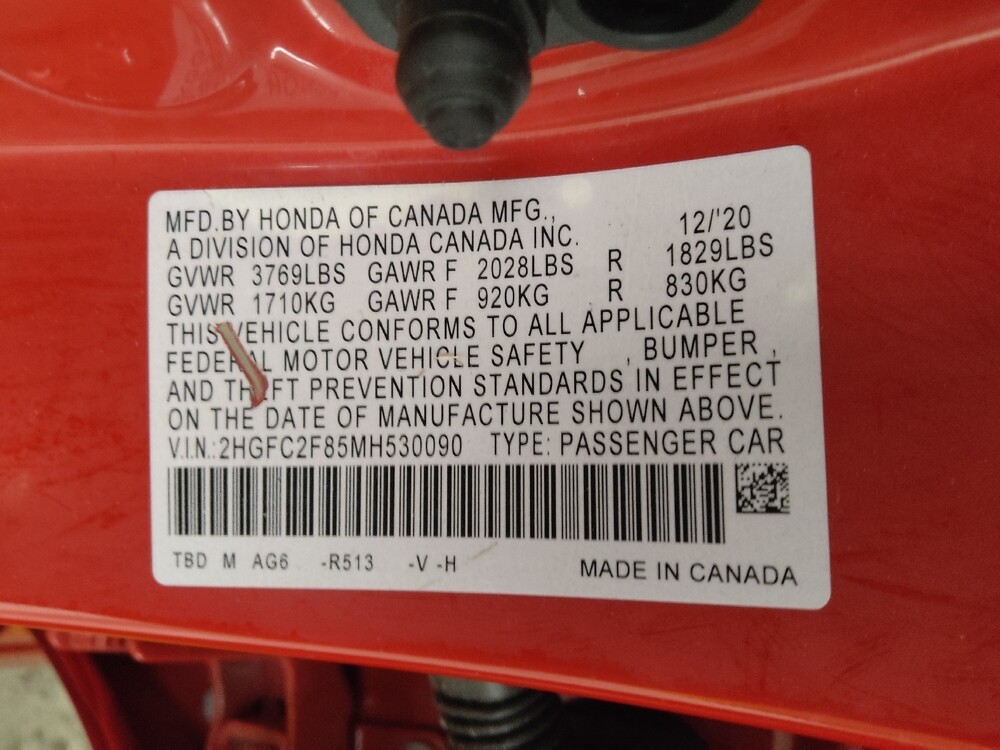 MFD.BY HONDA OF CANADA MFG., 12/'20
A DIVISION OF HONDA CANADA INC.
GVWR 3769LBS GAWR F 2028LBS R 1829LBS
GVWR 1710KG GAWR F 920KG R 830KG
THIS VEHICLE CONFORMS TO ALL APPLICABLE
FEDERAL MOTOR VEHICLE SAFETY , BUMPER ,
AND THEFT PREVENTION STANDARDS IN EFFECT
ON THE DATE OF MANUFACTURE SHOWN ABOVE.
V.I.N.:2HGFC2F85MH530090 TYPE: PASSENGER CAR
TBD M AG6 -R513 -V -H MADE IN CANADA